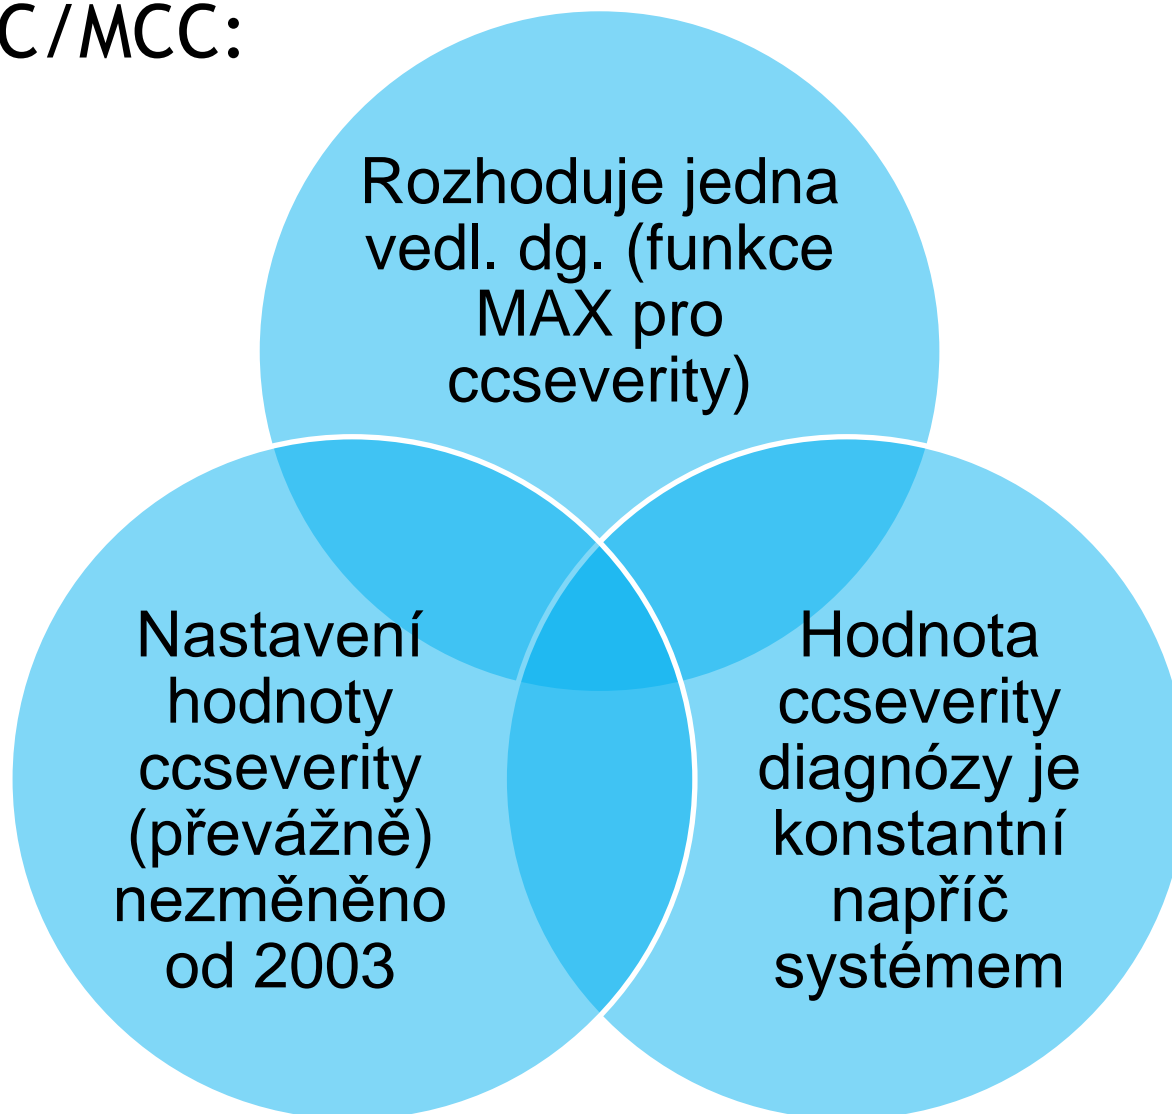 C/MCC:
Rozhoduje jedna
vedl. dg. (funkce
MAX pro
ccseverity)
Nastavení
hodnoty
ccseverity
(převážně)
nezměněno
od 2003
Hodnota
ccseverity
diagnózy je
konstantní
napříč
systémem